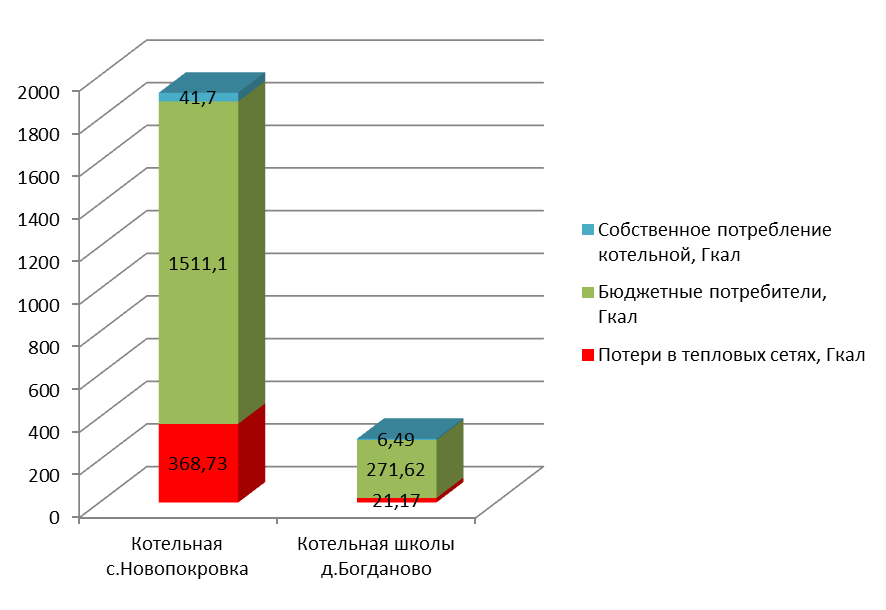 2000
1800
1600
1400
1200
1000
800
600
400
200
0
41,7
1511,1
368,73
6,49
271,62
21,17
Котельная
с.Новопокровка
Котельная школы
д.Богданово
Собственное потребление
котельной, Гкал
Бюджетные потребители,
Гкал
Потери в тепловых сетях, Гкал